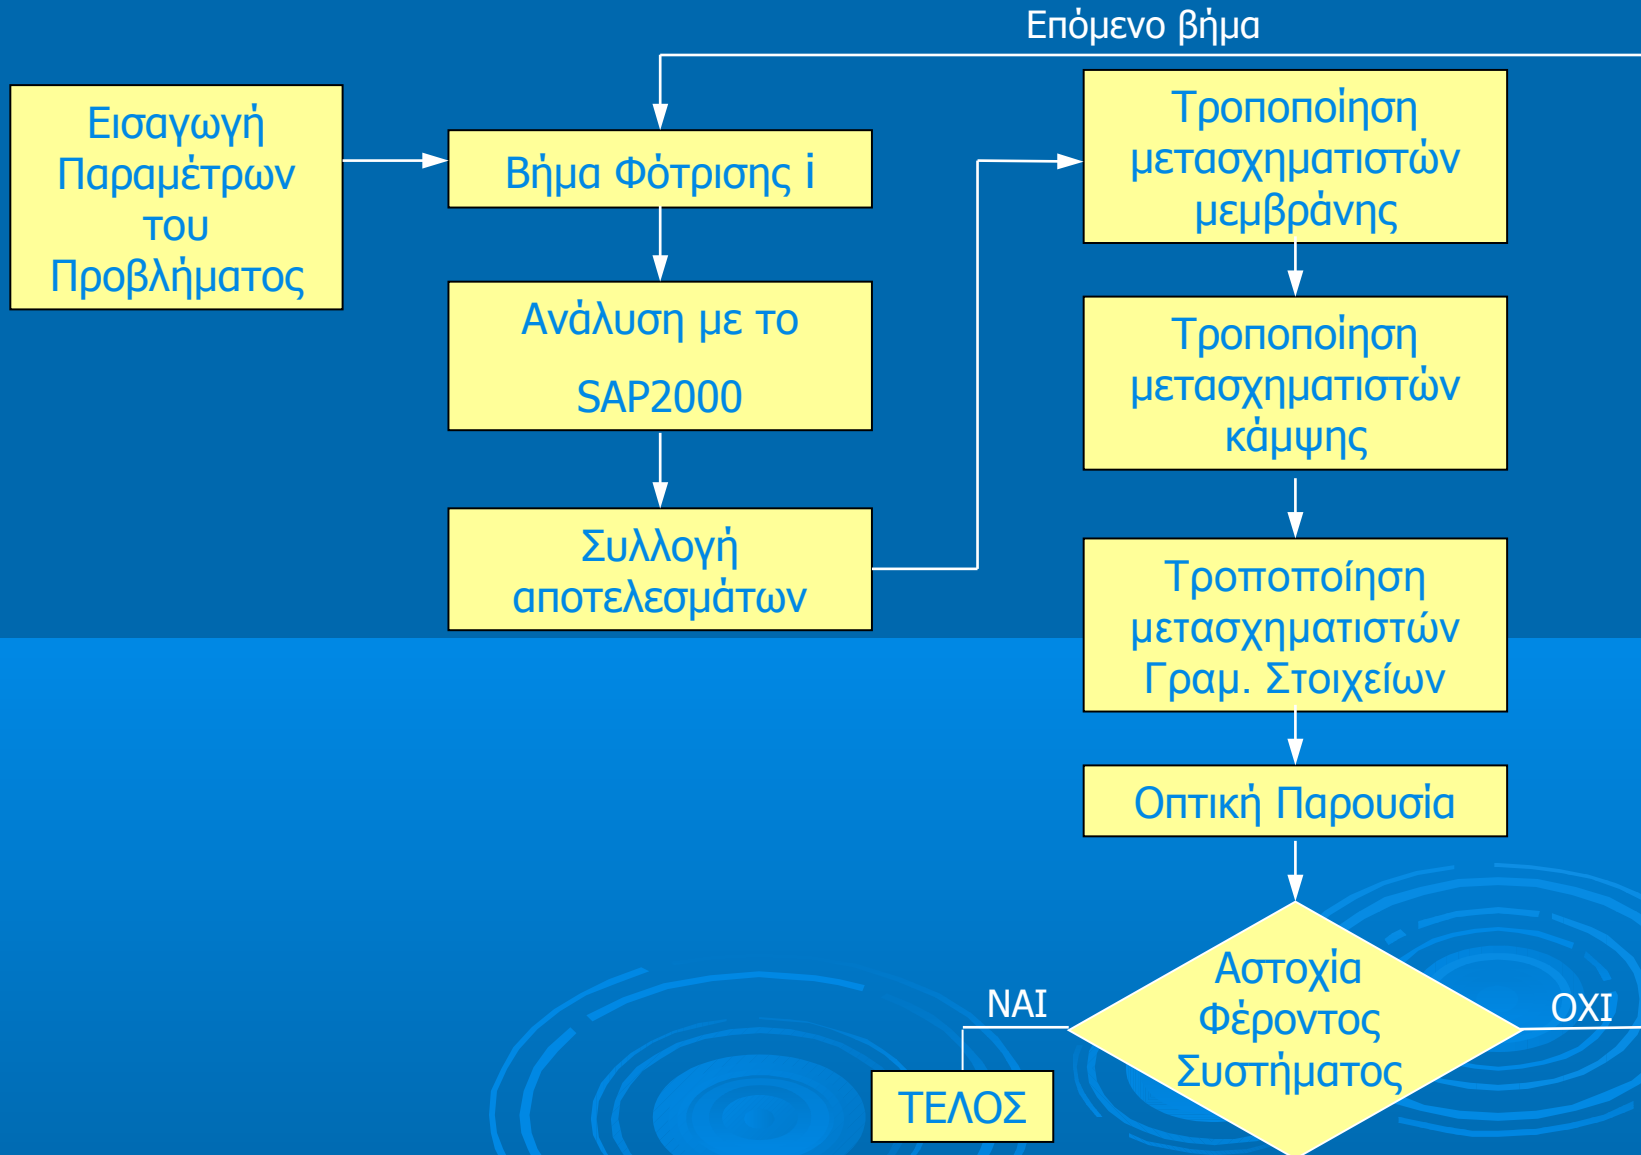 Επόμενο βήμα
Εισαγωγή
Παραμέτρων
του
Προβλήματος
Βήμα Φότρισης i
Ανάλυση με το
SAP2000
Συλλογή
αποτελεσμάτων
Τροποποίηση
μετασχηματιστών
μεμβράνης
Τροποποίηση
μετασχηματιστών
κάμψης
Τροποποίηση
μετασχηματιστών
Γραμ. Στοιχείων
Οπτική Παρουσία
Αστοχία
Φέροντος
Συστήματος
ΝΑΙ
ΟΧΙ
ΤΕΛΟΣ